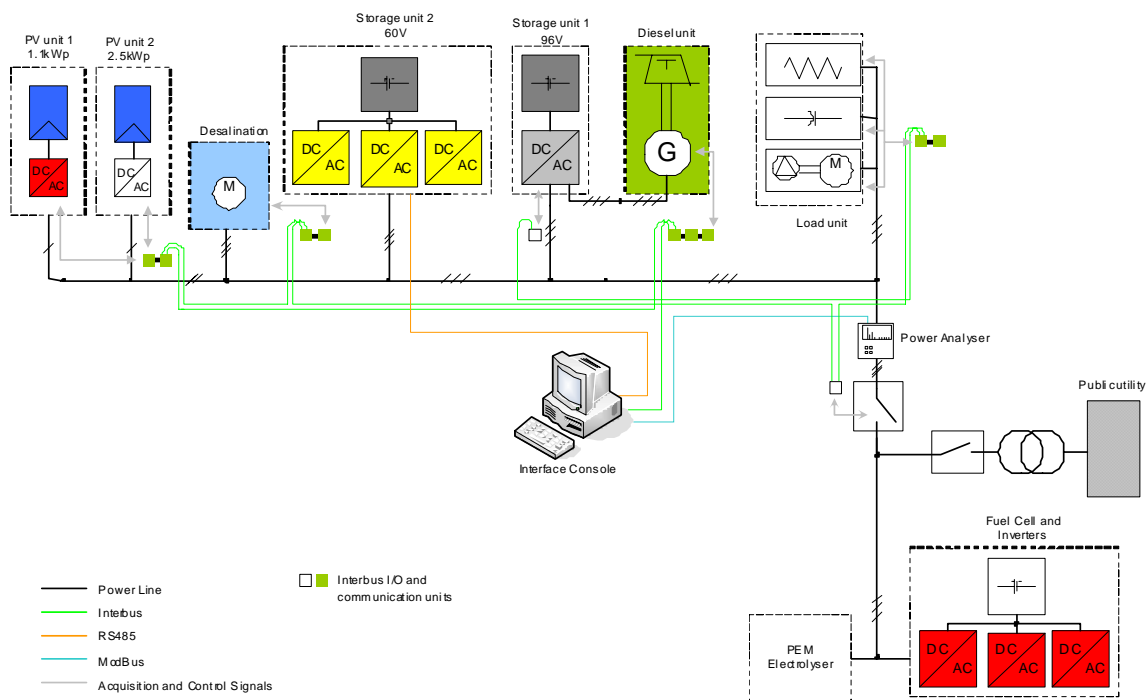 PV unit 1
1.1kWp
PV unit 2
2.5kWp
Storage unit 2
60V
Storage unit 1
96V
Diesel unit
Desalination
DC
AC
DC
AC
M
DC
AC
DC
AC
DC
AC
DC
AC
G
M
Load unit
Power Analyser
Public utility
Interface Console
Fuel Cell and
Inverters
Power Line
Interbus
RS485
ModBus
Acquisition and Control Signals
Interbus I/O and
communication units
PEM
Electrolyser
DC
AC
DC
AC
DC
AC